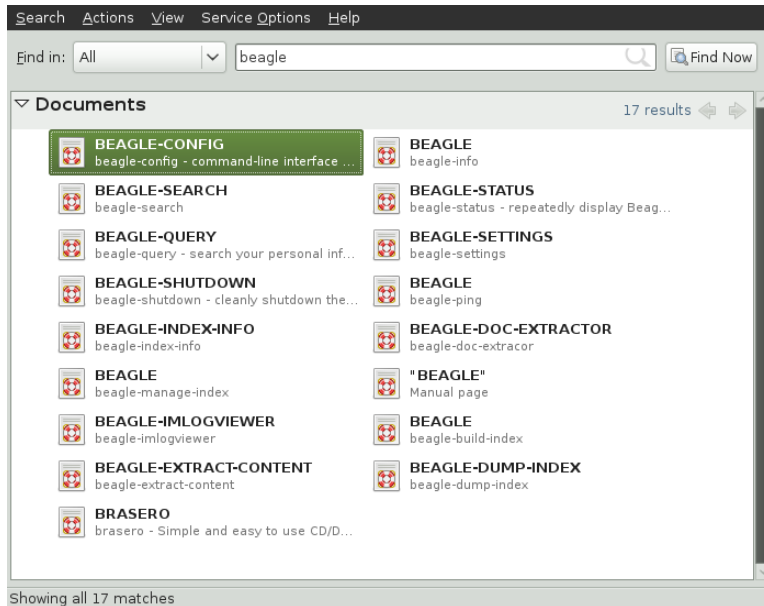 Search Actions View Service Options Help
Find in: All beagle Find Now
Documents 17 results
BEAGLE-CONFIG
beagle-config - command-line interface ...
BEAGLE
beagle-info
BEAGLE-SEARCH
beagle-search
BEAGLE-STATUS
beagle-status - repeatedly display Beag...
BEAGLE-QUERY
beagle-query - search your personal inf...
BEAGLE-SETTINGS
beagle-settings
BEAGLE-SHUTDOWN
beagle-shutdown - cleanly shutdown the...
BEAGLE
beagle-ping
BEAGLE-INDEX-INFO
beagle-index-info
BEAGLE-DOC-EXTRACTOR
beagle-doc-extracor
BEAGLE
beagle-manage-index
"BEAGLE"
Manual page
BEAGLE-IMLOGVIEWER
beagle-imlogviewer
BEAGLE
beagle-build-index
BEAGLE-EXTRACT-CONTENT
beagle-extract-content
BEAGLE-DUMP-INDEX
beagle-dump-index
BRASERO
brasero - Simple and easy to use CD/D...
Showing all 17 matches